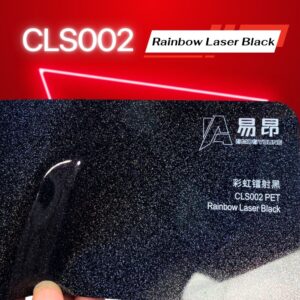 CLS002
Rainbow Laser Black
易昂
彩虹镭射黑
CLS002 PET
Rainbow Laser Black